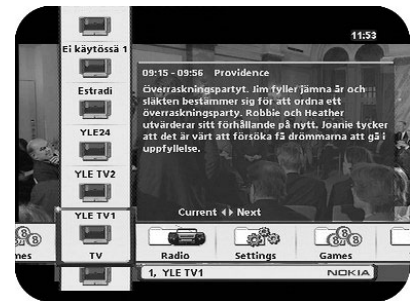 11:53
Ei käytössä 1
Estradi
YLE24
YLE TV2
YLE TV1
TV
09:15 - 09:56 Providence
Överraskningspartyt. Jim fyller jämna år och
släkten bestämmer sig för att ordna ett
överraskningsparty. Robbie och Heather
utvärderar sitt förhållande på nytt. Joanie tycker
att det är värt att försöka få drömmarna att gå i
uppfyllelse.
Current Next
mes
Radio
Settings
Games
1, YLE TV1
NOKIA